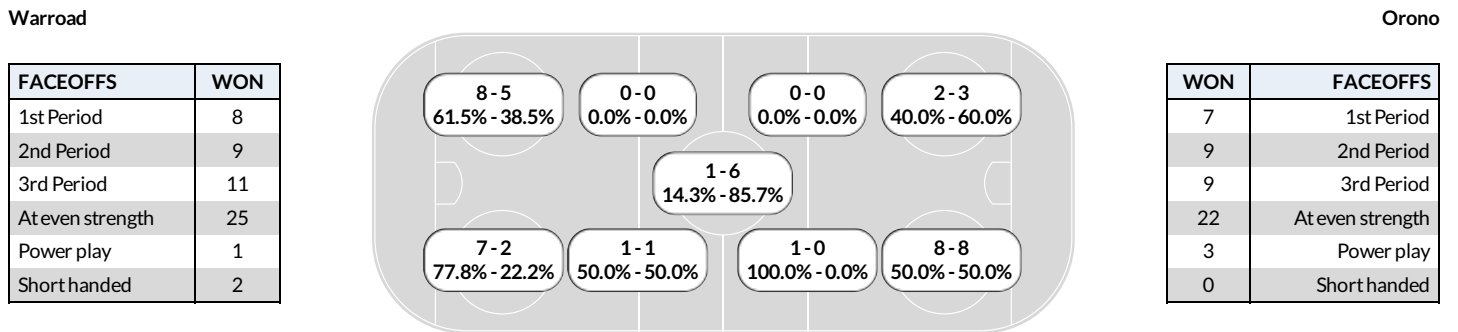 Warroad
Orono
FACEOFFS WON
1st Period 8
2nd Period 9
3rd Period 11
At even strength 25
Power play 1
Short handed 2
8 - 5
61.5% - 38.5%
0 - 0
0.0% - 0.0%
0 - 0
0.0% - 0.0%
2 - 3
40.0% - 60.0%
1 - 6
14.3% - 85.7%
7 - 2
77.8% - 22.2%
1 - 1
50.0% - 50.0%
1 - 0
100.0% - 0.0%
8 - 8
50.0% - 50.0%
WON FACEOFFS
7 1st Period
9 2nd Period
9 3rd Period
22 At even strength
3 Power play
0 Short handed